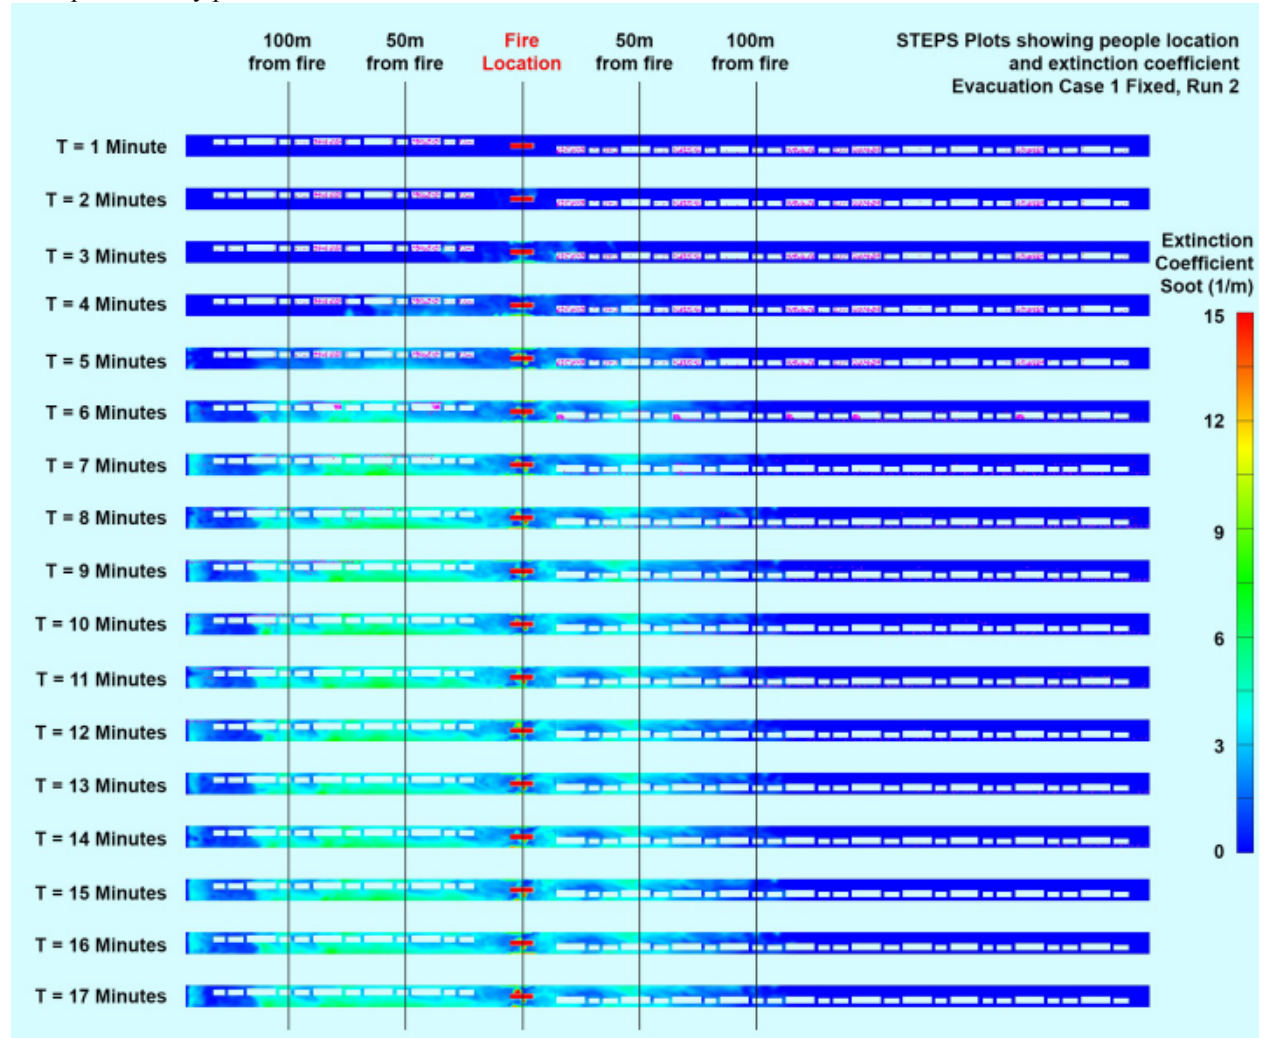 100m
from fire
50m
from fire
Fire
Location
50m
from fire
100m
from fire
STEPS Plots showing people location
and extinction coefficient
Evacuation Case 1 Fixed, Run 2
T = 1 Minute
T = 2 Minutes
T = 3 Minutes
T = 4 Minutes
T = 5 Minutes
T = 6 Minutes
T = 7 Minutes
T = 8 Minutes
T = 9 Minutes
T = 10 Minutes
T = 11 Minutes
T = 12 Minutes
T = 13 Minutes
T = 14 Minutes
T = 15 Minutes
T = 16 Minutes
T = 17 Minutes
Extinction
Coefficient
Soot (1/m)
15
12
9
6
3
0